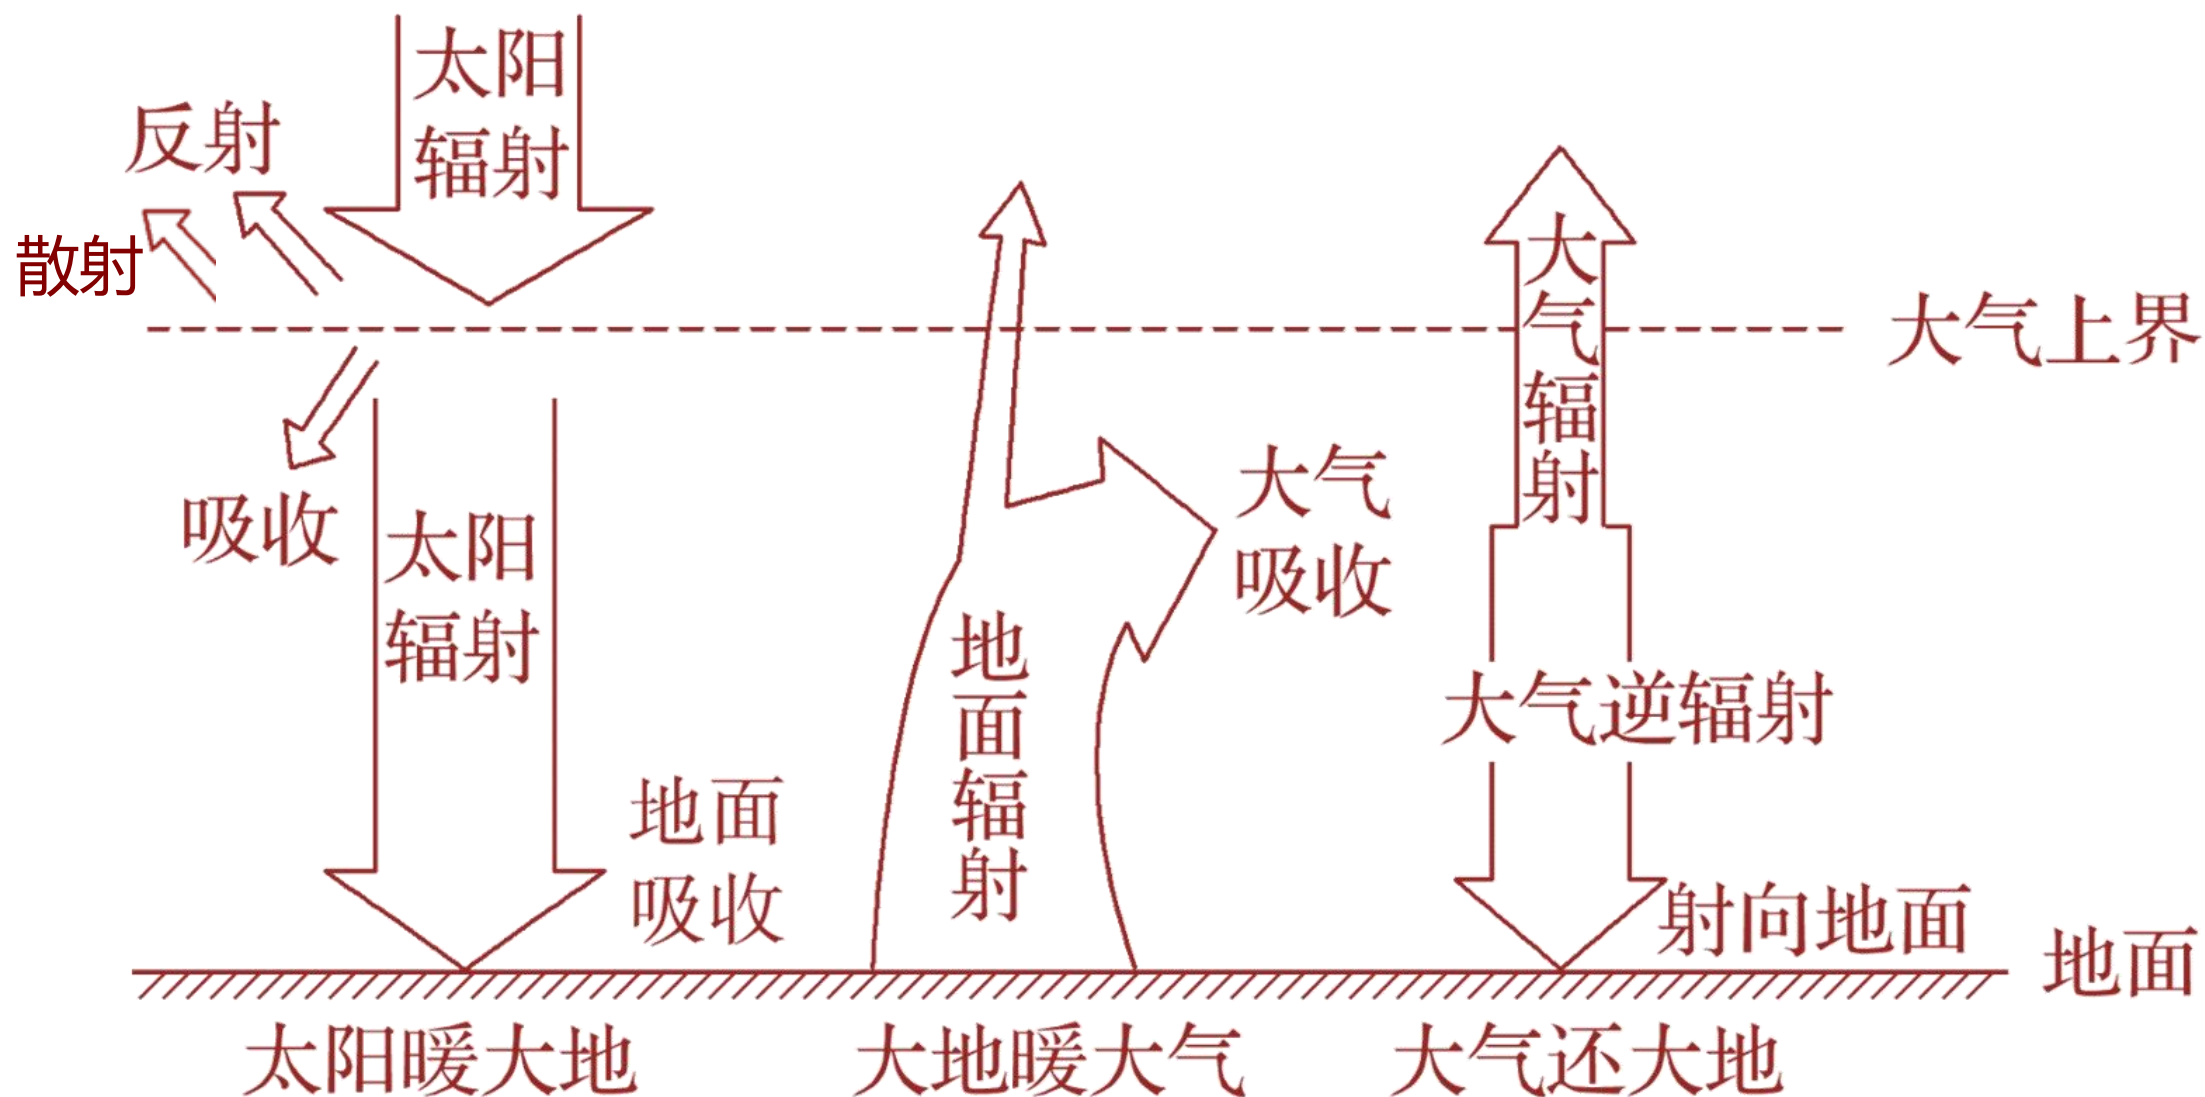 太阳
辐射
反射
散射
大气上界
吸收
太阳
辐射
地面
吸收
地面辐射
大气
吸收
大气辐射
大气逆辐射
射向地面
地面
太阳暖大地
大地暖大气
大气还大地